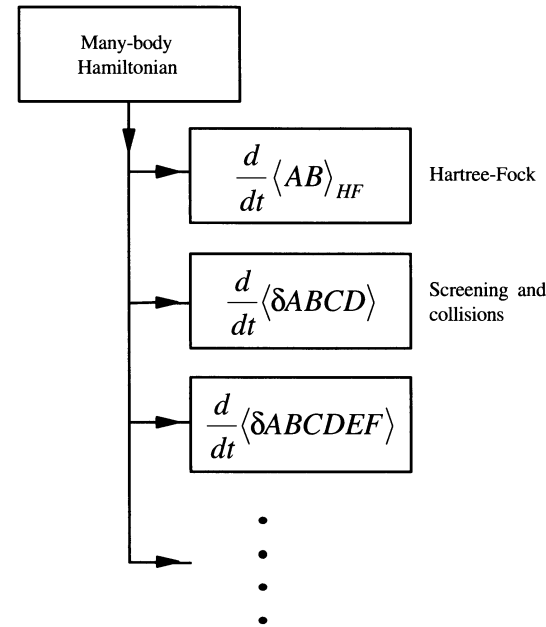 Many-body
Hamiltonian
d/dt ⟨AB⟩_HF
Hartree-Fock
d/dt ⟨δABCD⟩
Screening and
collisions
d/dt ⟨δABCDEF⟩